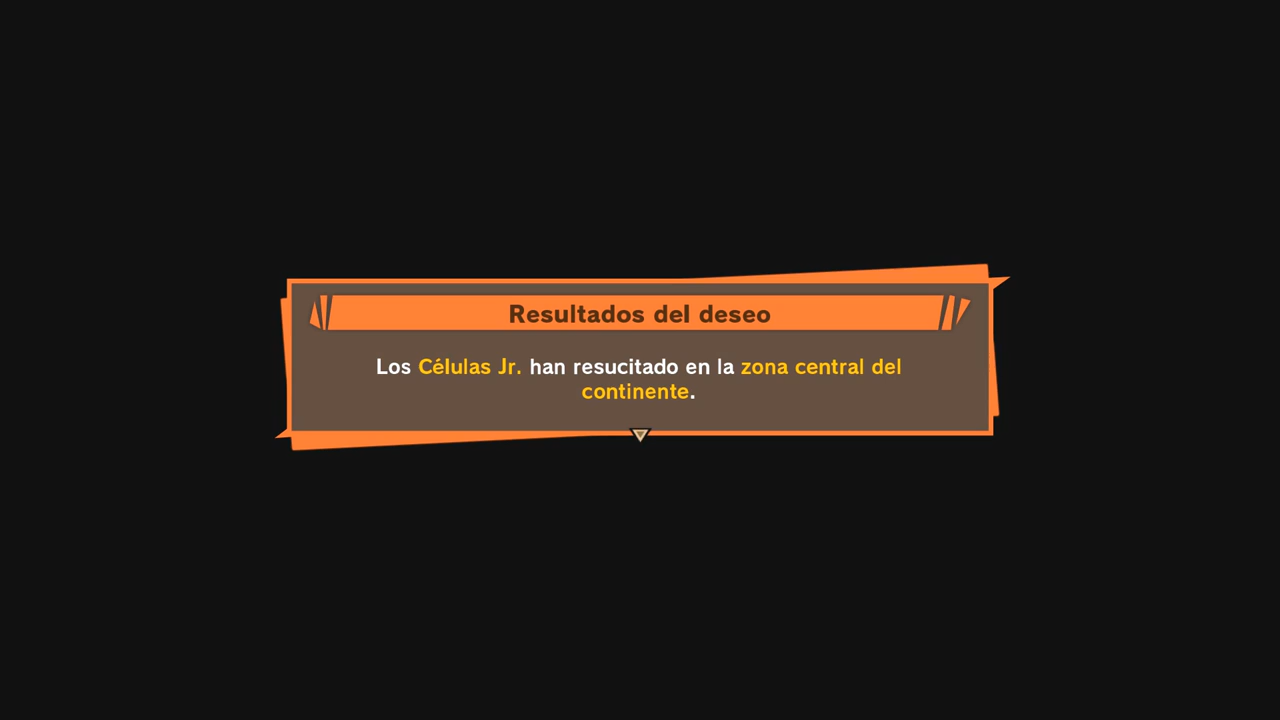 Resultados del deseo
Los Células Jr. han resucitado en la zona central del
continente.